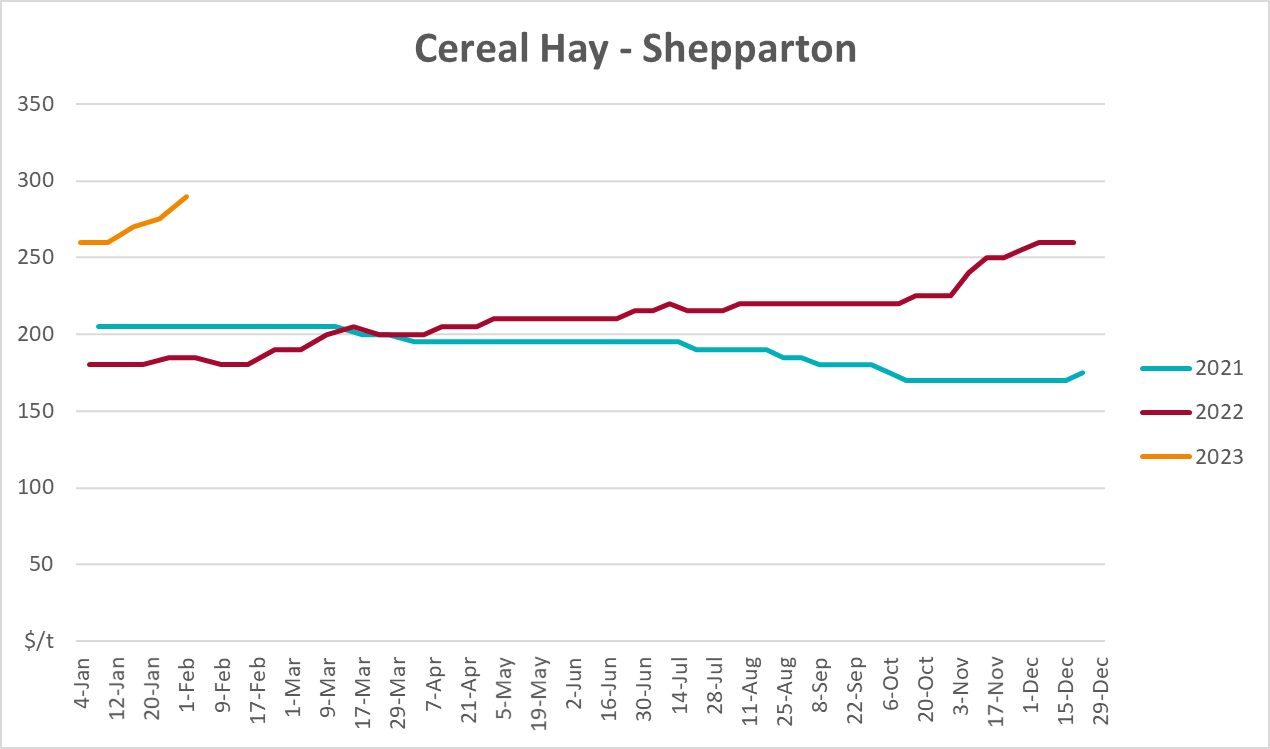 Cereal Hay - Shepparton
350
300
250
200
150
100
50
$/t
4-Jan
12-Jan
20-Jan
1-Feb
9-Feb
17-Feb
1-Mar
9-Mar
17-Mar
29-Mar
7-Apr
21-Apr
5-May
19-May
2-Jun
16-Jun
30-Jun
14-Jul
28-Jul
11-Aug
25-Aug
8-Sep
22-Sep
6-Oct
20-Oct
3-Nov
17-Nov
1-Dec
15-Dec
29-Dec
2021
2022
2023